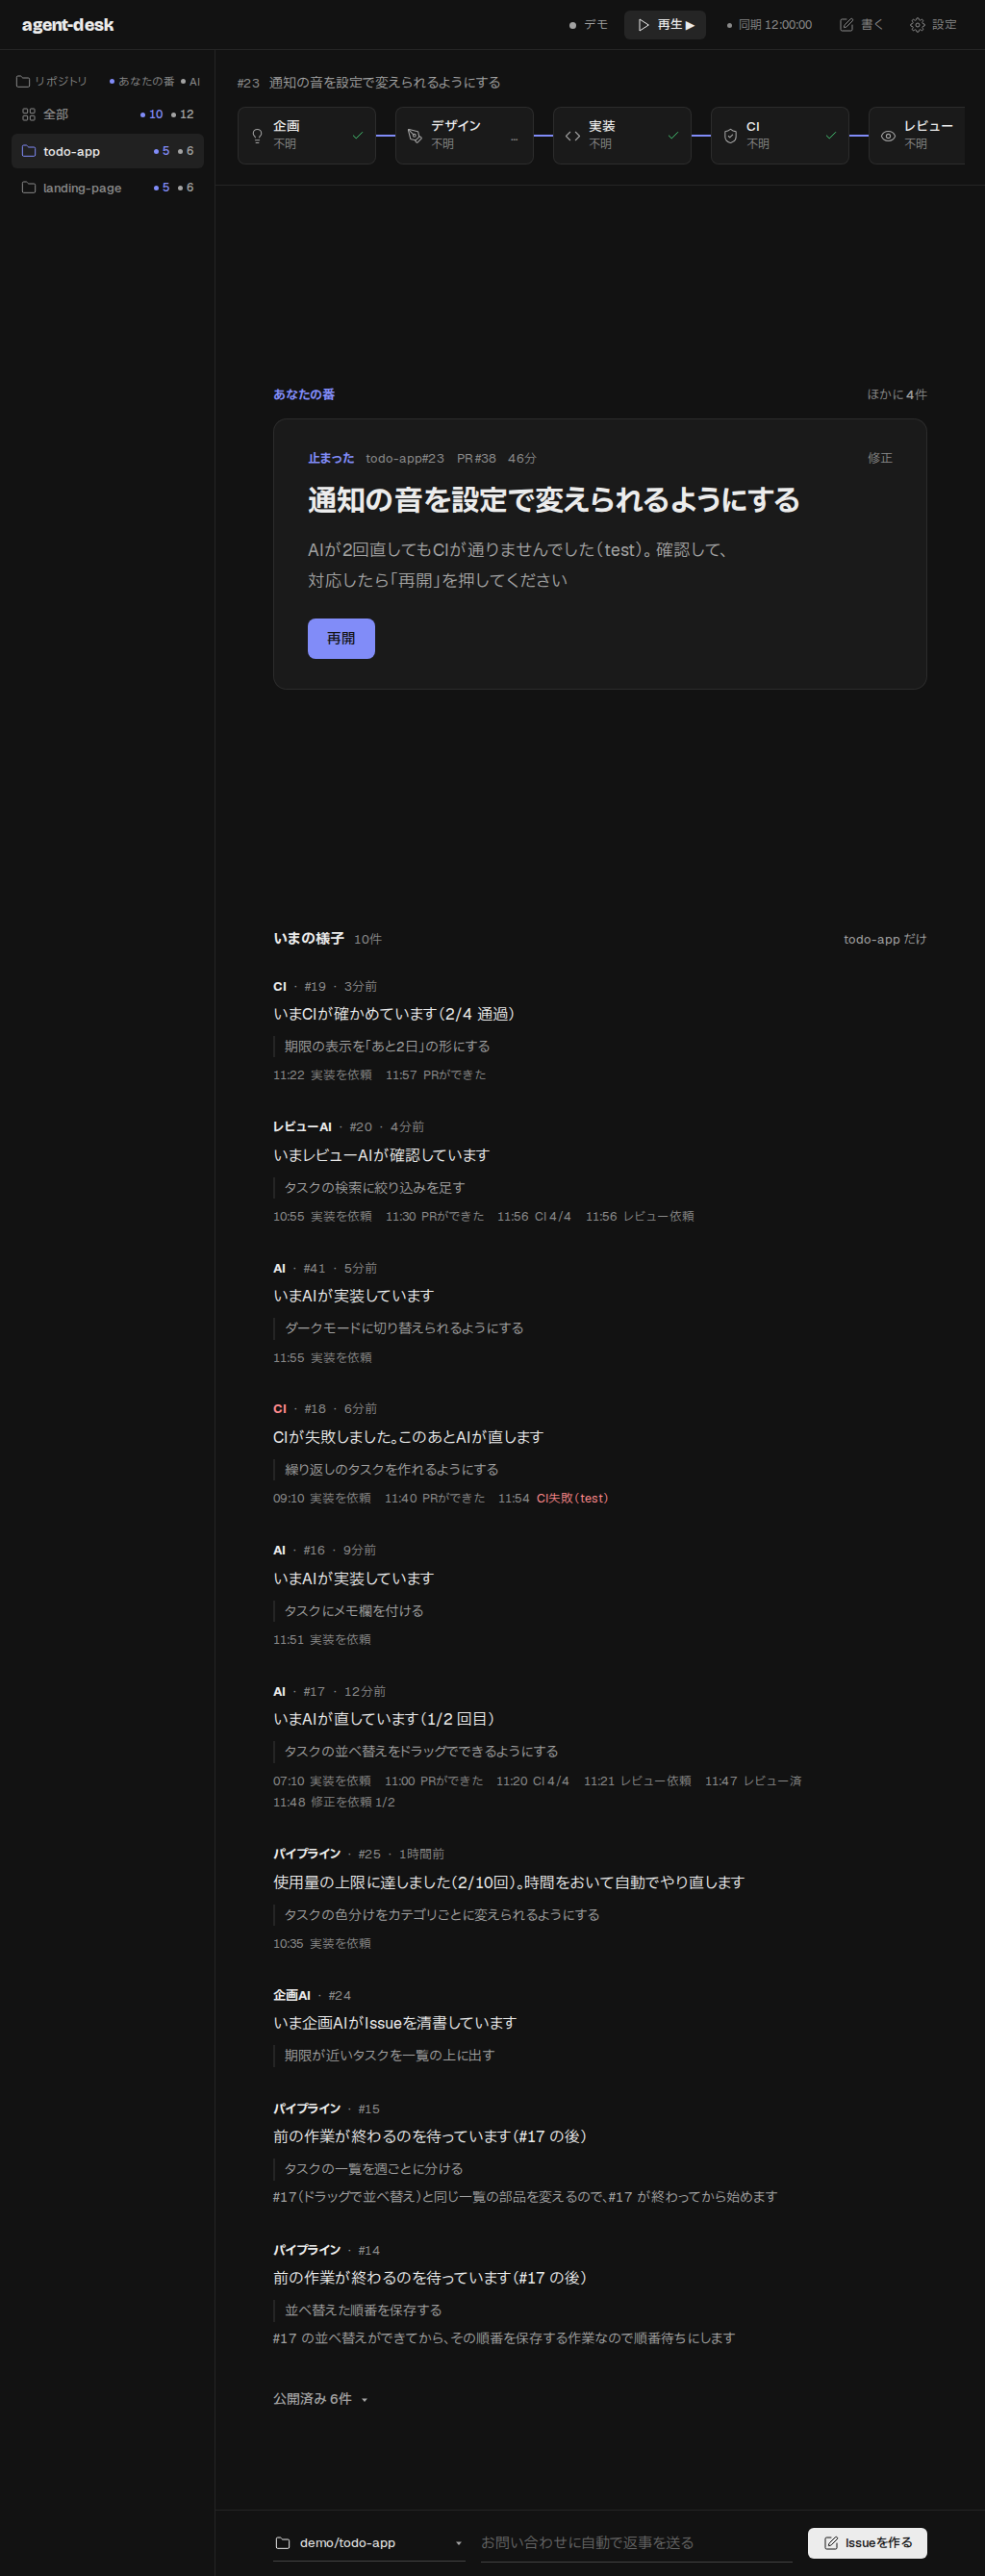 agent-desk
デモ
再生 ▶
同期 12:00:00
書く
設定
リポジトリ
あなたの番 AI
全部 10 12
todo-app 5 6
landing-page 5 6
#23 通知の音を設定で変えられるようにする
企画
不明
デザイン
不明
…
実装
不明
CI
不明
レビュー
不明
あなたの番
ほかに 4件
止まった todo-app#23 PR #38 46分
修正
通知の音を設定で変えられるようにする
AIが2回直してもCIが通りませんでした（test）。確認して、
対応したら「再開」を押してください
再開
いまの様子 10件
todo-app だけ
CI · #19 · 3分前
いまCIが確かめています（2/4 通過）
期限の表示を「あと2日」の形にする
11:22 実装を依頼 11:57 PRができた
レビューAI · #20 · 4分前
いまレビューAIが確認しています
タスクの検索に絞り込みを足す
10:55 実装を依頼 11:30 PRができた 11:56 CI 4/4 11:56 レビュー依頼
AI · #41 · 5分前
いまAIが実装しています
ダークモードに切り替えられるようにする
11:55 実装を依頼
CI · #18 · 6分前
CIが失敗しました。このあとAIが直します
繰り返しのタスクを作れるようにする
09:10 実装を依頼 11:40 PRができた 11:54 CI失敗（test）
AI · #16 · 9分前
いまAIが実装しています
タスクにメモ欄を付ける
11:51 実装を依頼
AI · #17 · 12分前
いまAIが直しています（1/2 回目）
タスクの並べ替えをドラッグでできるようにする
07:10 実装を依頼 11:00 PRができた 11:20 CI 4/4 11:21 レビュー依頼 11:47 レビュー済
11:48 修正を依頼 1/2
パイプライン · #25 · 1時間前
使用量の上限に達しました（2/10回）。時間をおいて自動でやり直します
タスクの色分けをカテゴリごとに変えられるようにする
10:35 実装を依頼
企画AI · #24
いま企画AIがIssueを清書しています
期限が近いタスクを一覧の上に出す
パイプライン · #15
前の作業が終わるのを待っています（#17 の後）
タスクの一覧を週ごとに分ける
#17（ドラッグで並べ替え）と同じ一覧の部品を変えるので、#17 が終わってから始めます
パイプライン · #14
前の作業が終わるのを待っています（#17 の後）
並べ替えた順番を保存する
#17 の並べ替えができてから、その順番を保存する作業なので順番待ちにします
公開済み 6件
demo/todo-app
お問い合わせに自動で返事を送る
Issueを作る